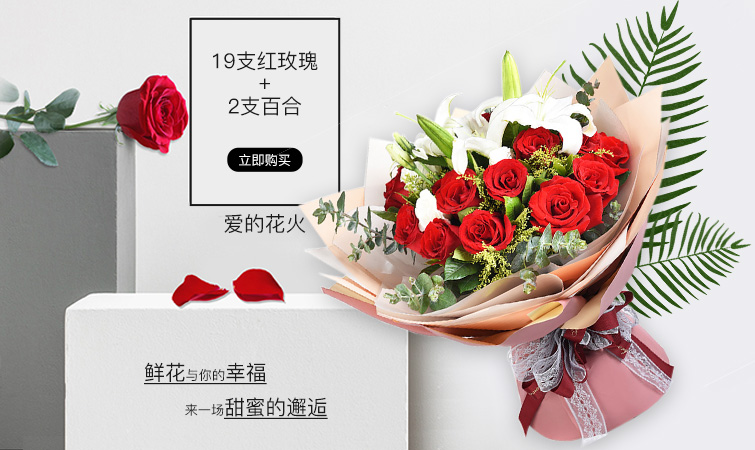 19支红玫瑰
+
2支百合
立即购买
爱的花火
鲜花与你的幸福
来一场甜蜜的邂逅